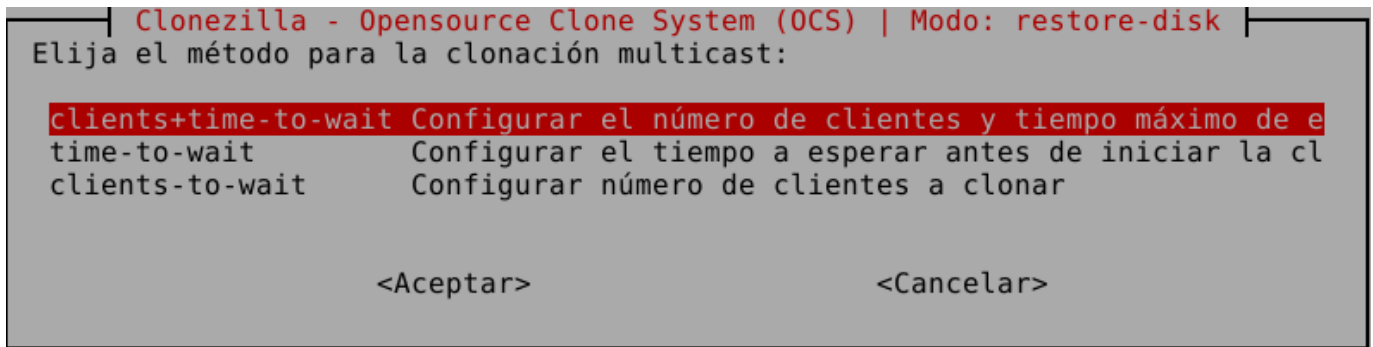 Clonezilla - Opensource Clone System (OCS) | Modo: restore-disk
Elija el método para la clonación multicast:
clients+time-to-wait Configurar el número de clientes y tiempo máximo de e
time-to-wait Configurar el tiempo a esperar antes de iniciar la cl
clients-to-wait Configurar número de clientes a clonar
<Aceptar> <Cancelar>